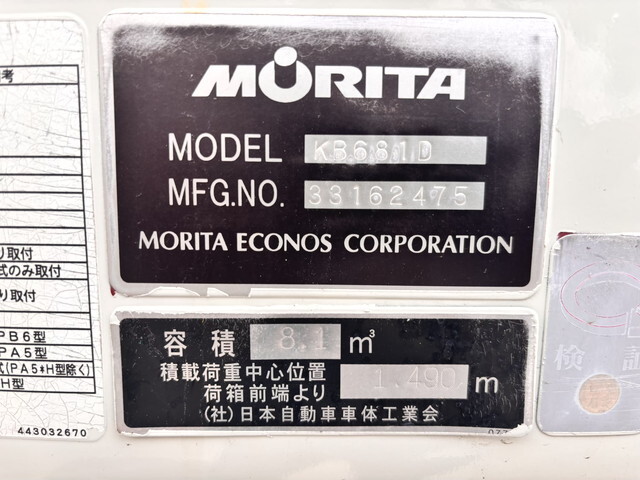 考
り取付
式のみ取付
り取付
PB6型
PA5型
式(PA5*H型除く)
H型
443032670
MORITA
MODEL KB681D
MFG.NO. 33162475
MORITA ECONOS CORPORATION
容積 8.1 m³
積載荷重中心位置
荷箱前端より 1.490 m
(社)日本自動車車体工業会
検